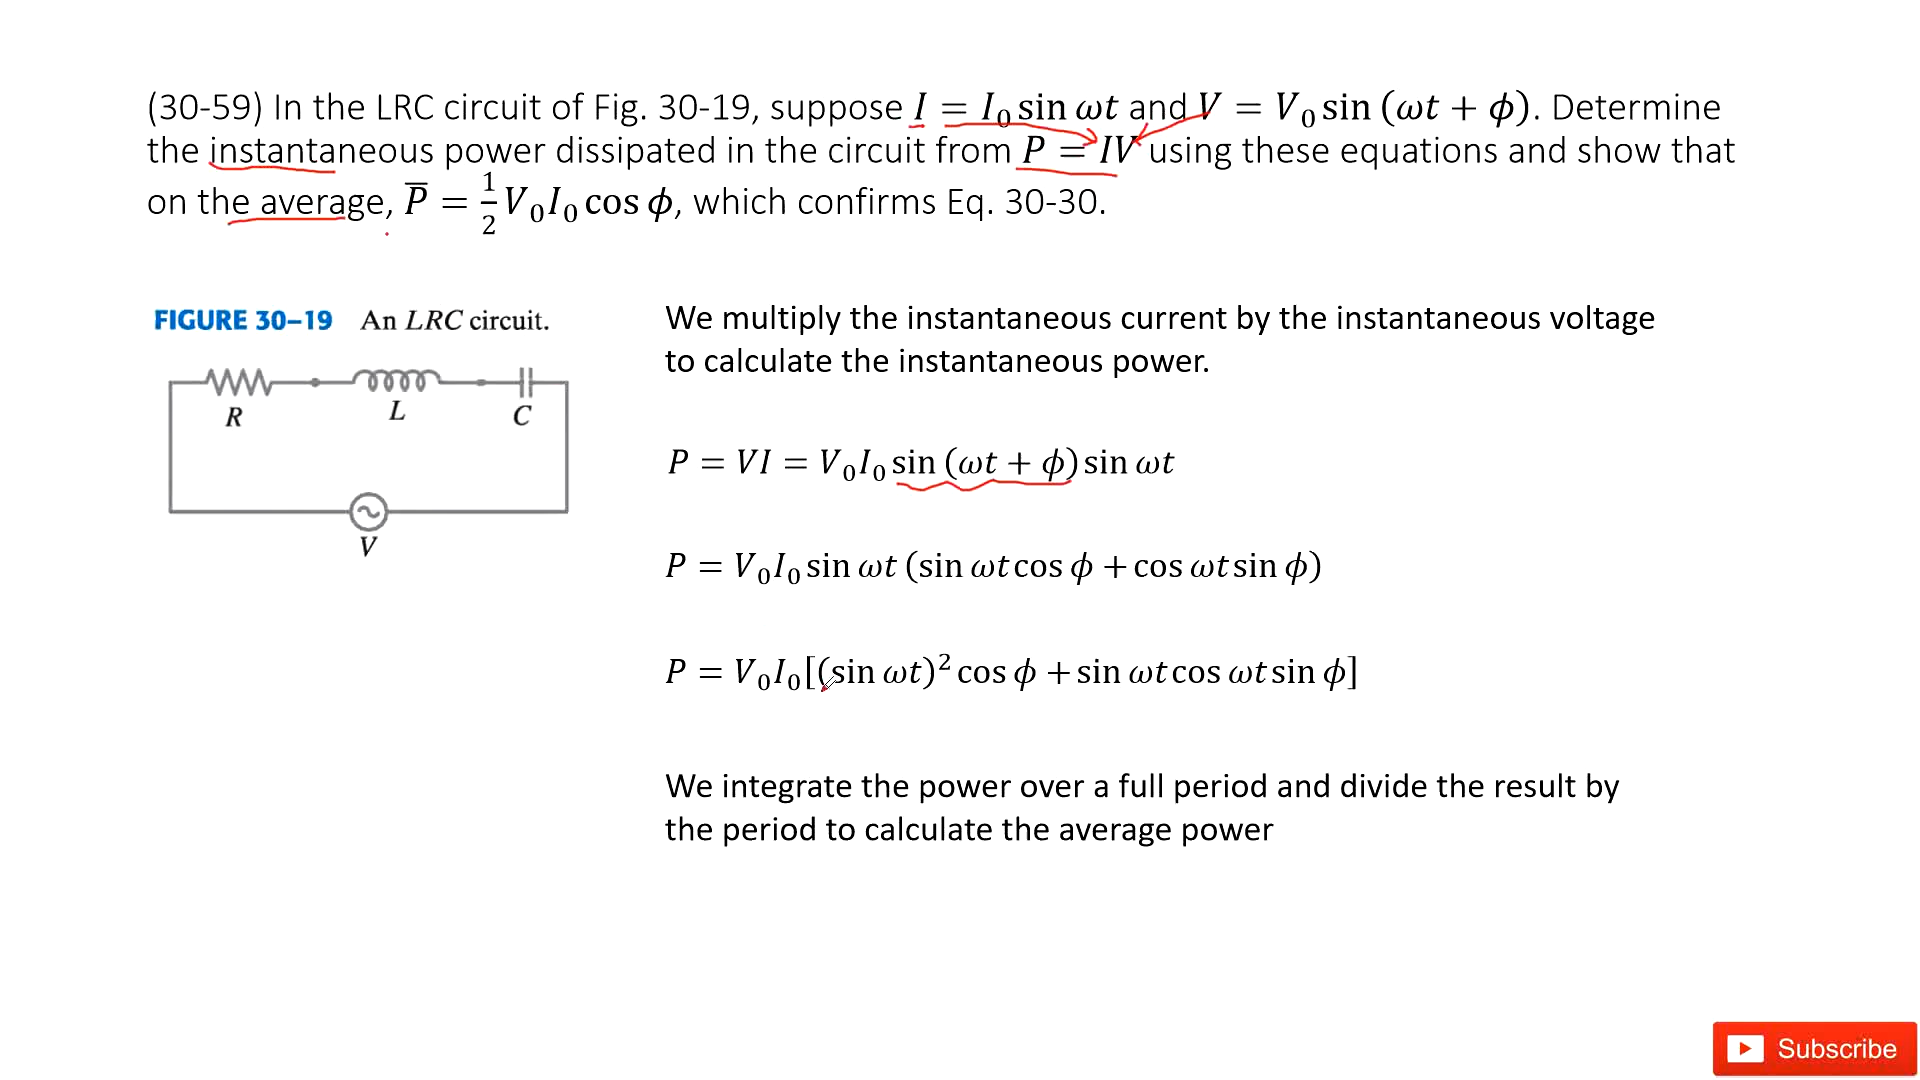 (30-59) In the LRC circuit of Fig. 30-19, suppose I = I₀ sin ωt and V = V₀ sin (ωt + ϕ). Determine
the instantaneous power dissipated in the circuit from P = IV using these equations and show that
on the average, P̅ = 1/2 V₀I₀ cos ϕ, which confirms Eq. 30-30.
FIGURE 30–19 An LRC circuit.
R
L
C
V
We multiply the instantaneous current by the instantaneous voltage
to calculate the instantaneous power.
P = VI = V₀I₀ sin (ωt + ϕ) sin ωt
P = V₀I₀ sin ωt (sin ωt cos ϕ + cos ωt sin ϕ)
P = V₀I₀[(sin ωt)² cos ϕ + sin ωt cos ωt sin ϕ]
We integrate the power over a full period and divide the result by
the period to calculate the average power
Subscribe